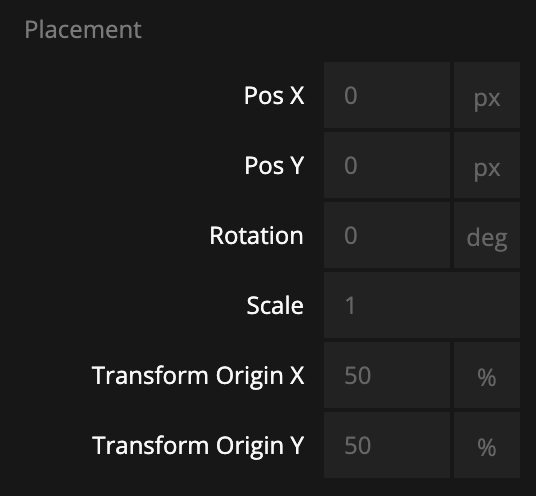 Placement
Pos X 0 px
Pos Y 0 px
Rotation 0 deg
Scale 1
Transform Origin X 50 %
Transform Origin Y 50 %